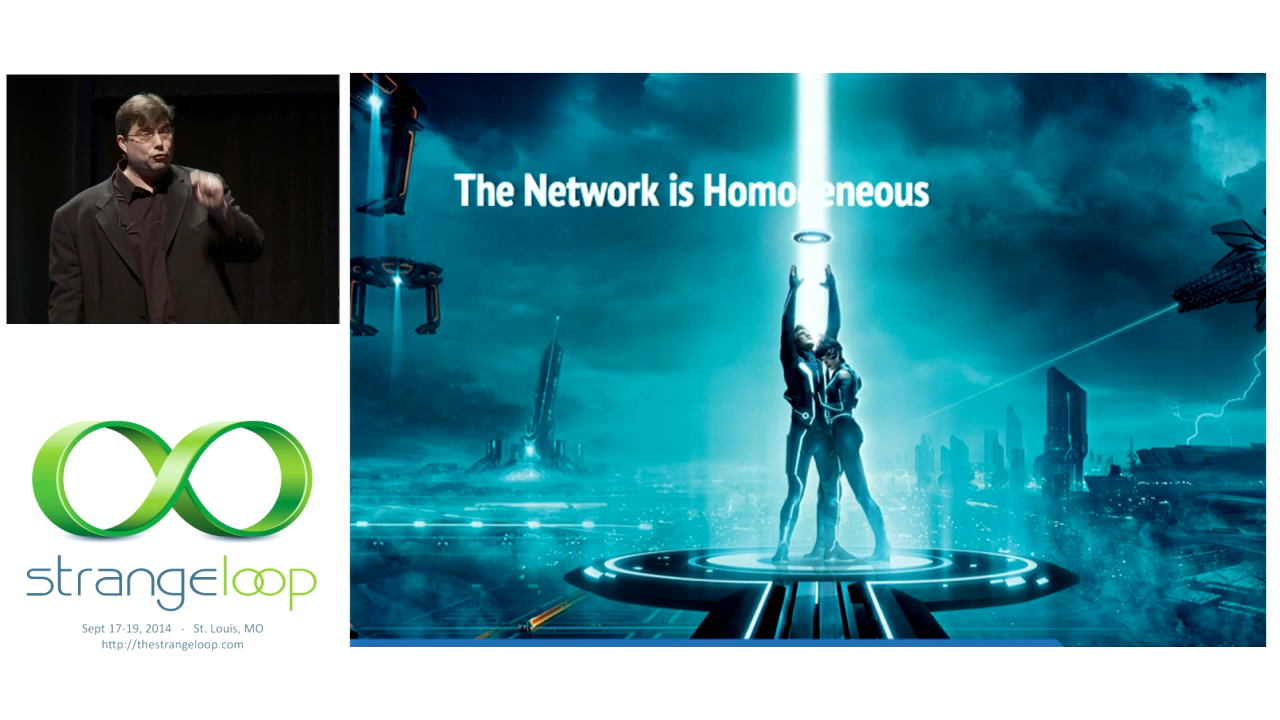 The Network is Homogeneous
strangeloop
Sept 17-19, 2014 - St. Louis, MO
http://thestrangeloop.com